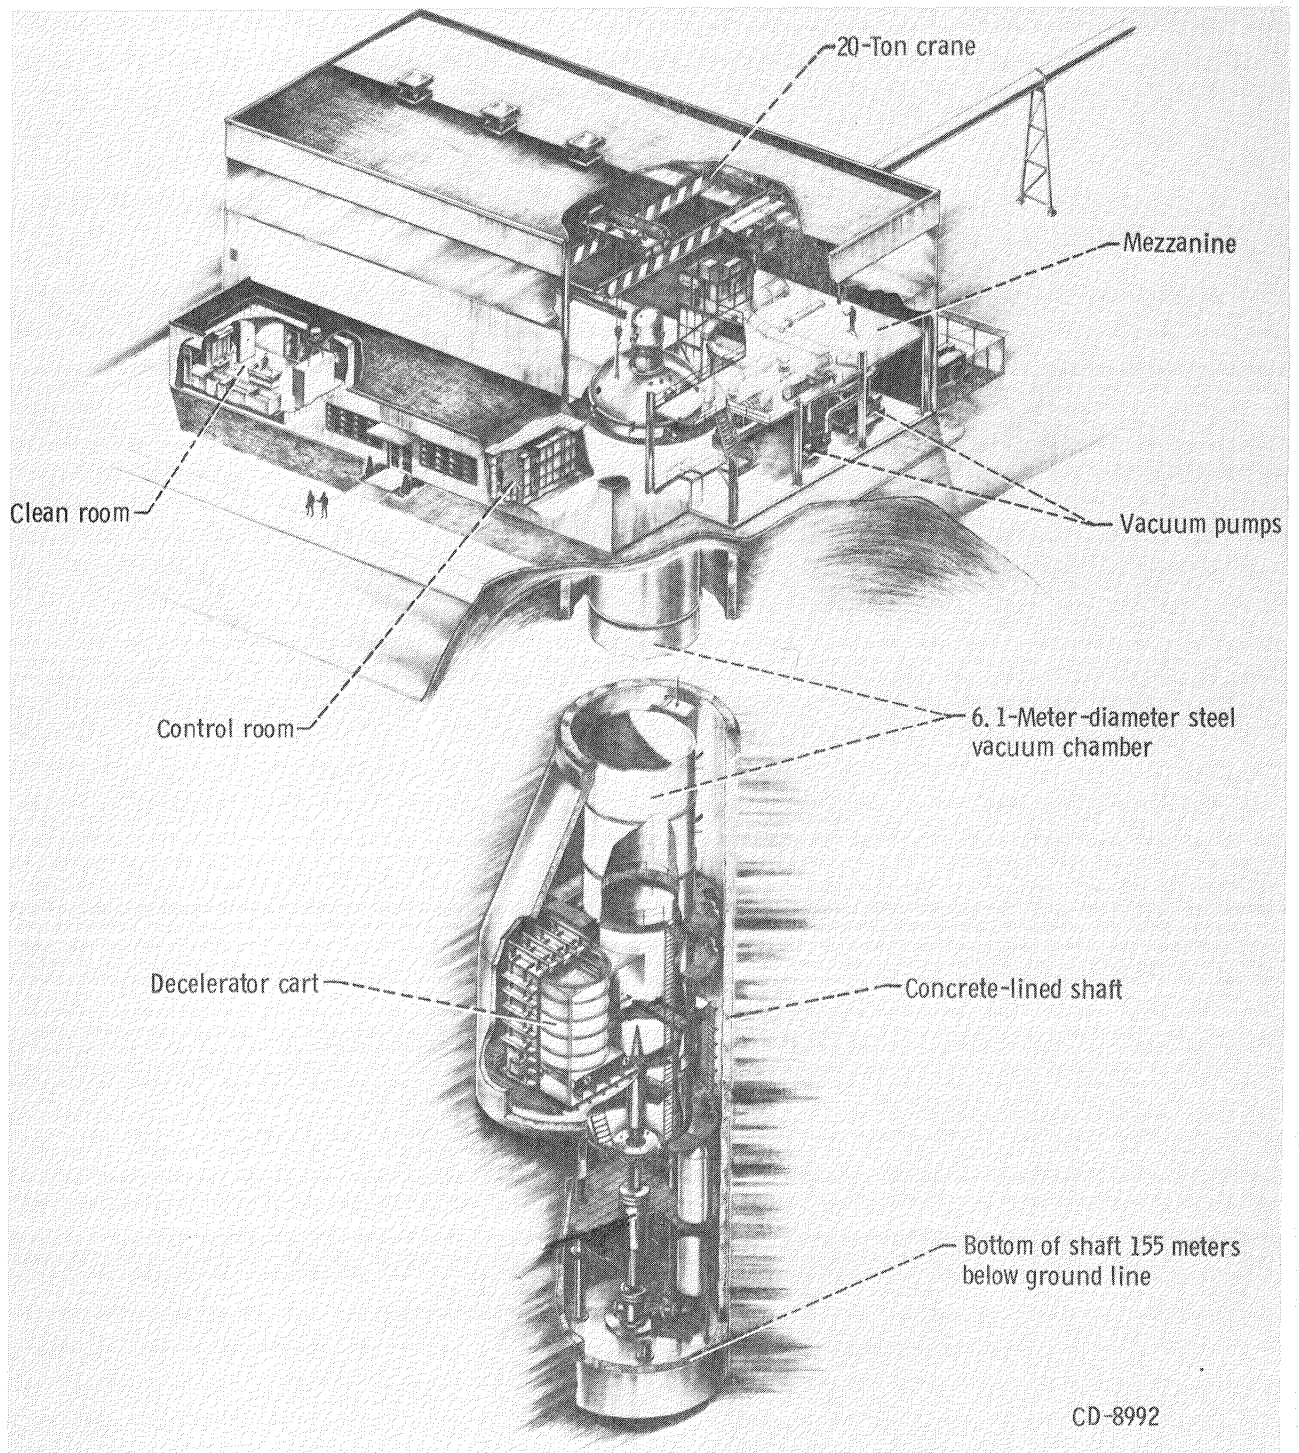 20-Ton crane
Mezzanine
Clean room
Vacuum pumps
Control room
6.1-Meter-diameter steel
vacuum chamber
Decelerator cart
Concrete-lined shaft
Bottom of shaft 155 meters
below ground line
CD-8992